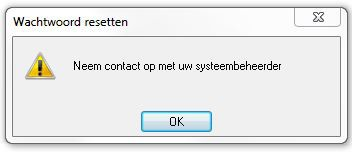 Wachtwoord resetten
Neem contact op met uw systeembeheerder
OK